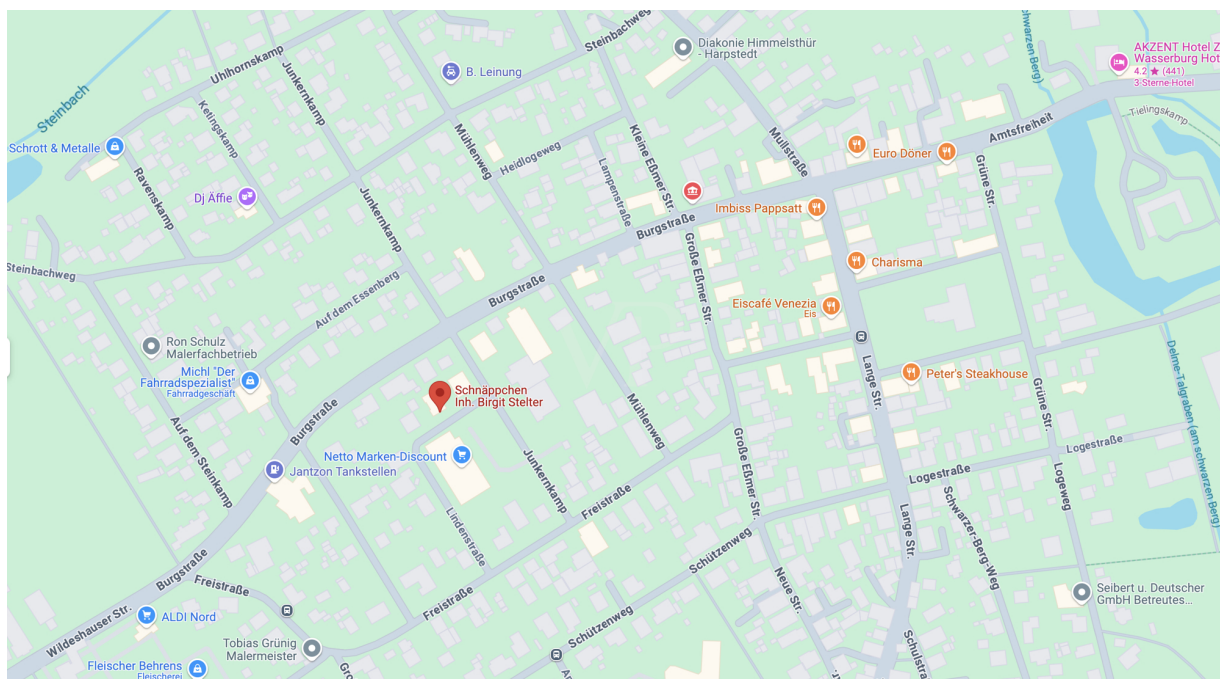 Steinbachweg
Diakonie Himmelsthür
- Harpstedt
AKZENT Hotel Z
Wasserburg Hot
4.2 ★ (441)
3-Sterne-Hotel
Schwarzen Berg)
Uhlhornskamp
Junkernkamp
B. Leinung
Steinbach
Ketingskamp
Mühlenweg
Kleine Eßmer Str.
Mullstraße
Amtsfreiheit
Tielingskamp
Schrott & Metalle
Heidlogeweg
Euro Döner
Ravenskamp
Dj Äffie
Lampenstraße
Grüne Str.
Junkernkamp
Imbiss Pappsatt
Burgstraße
Große Eßmer Str.
Steinbachweg
Charisma
Auf dem Essenberg
Burgstraße
Eiscafé Venezia
Eis
Ron Schulz
Malerfachbetrieb
Michl "Der
Fahrradspezialist"
Fahrradgeschäft
Lange Str.
Peter's Steakhouse
Delme-Talgraben (am schwarzen Berg)
Schnäppchen
Inh. Birgit Stelter
Burgstraße
Mühlenweg
Grüne Str.
Auf dem Steinkamp
Große Eßmer Str.
Logestraße
Netto Marken-Discount
Jantzon Tankstellen
Junkernkamp
Logestraße
Logeweg
Freistraße
Schwarzer-Berg-Weg
Lindenstraße
Lange Str.
Schützenweg
Burgstraße
Freistraße
Neue Str.
Freistraße
Seibert u. Deutscher
GmbH Betreutes...
Wildeshauser Str.
ALDI Nord
Schützenweg
Tobias Grünig
Malermeister
Schulstra
Fleischer Behrens
Fleischerei
Gro